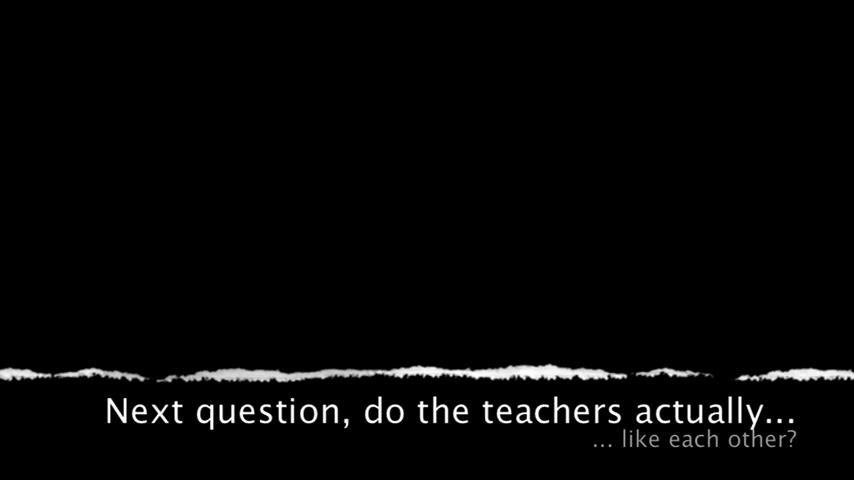 Next question, do the teachers actually...
... like each other?